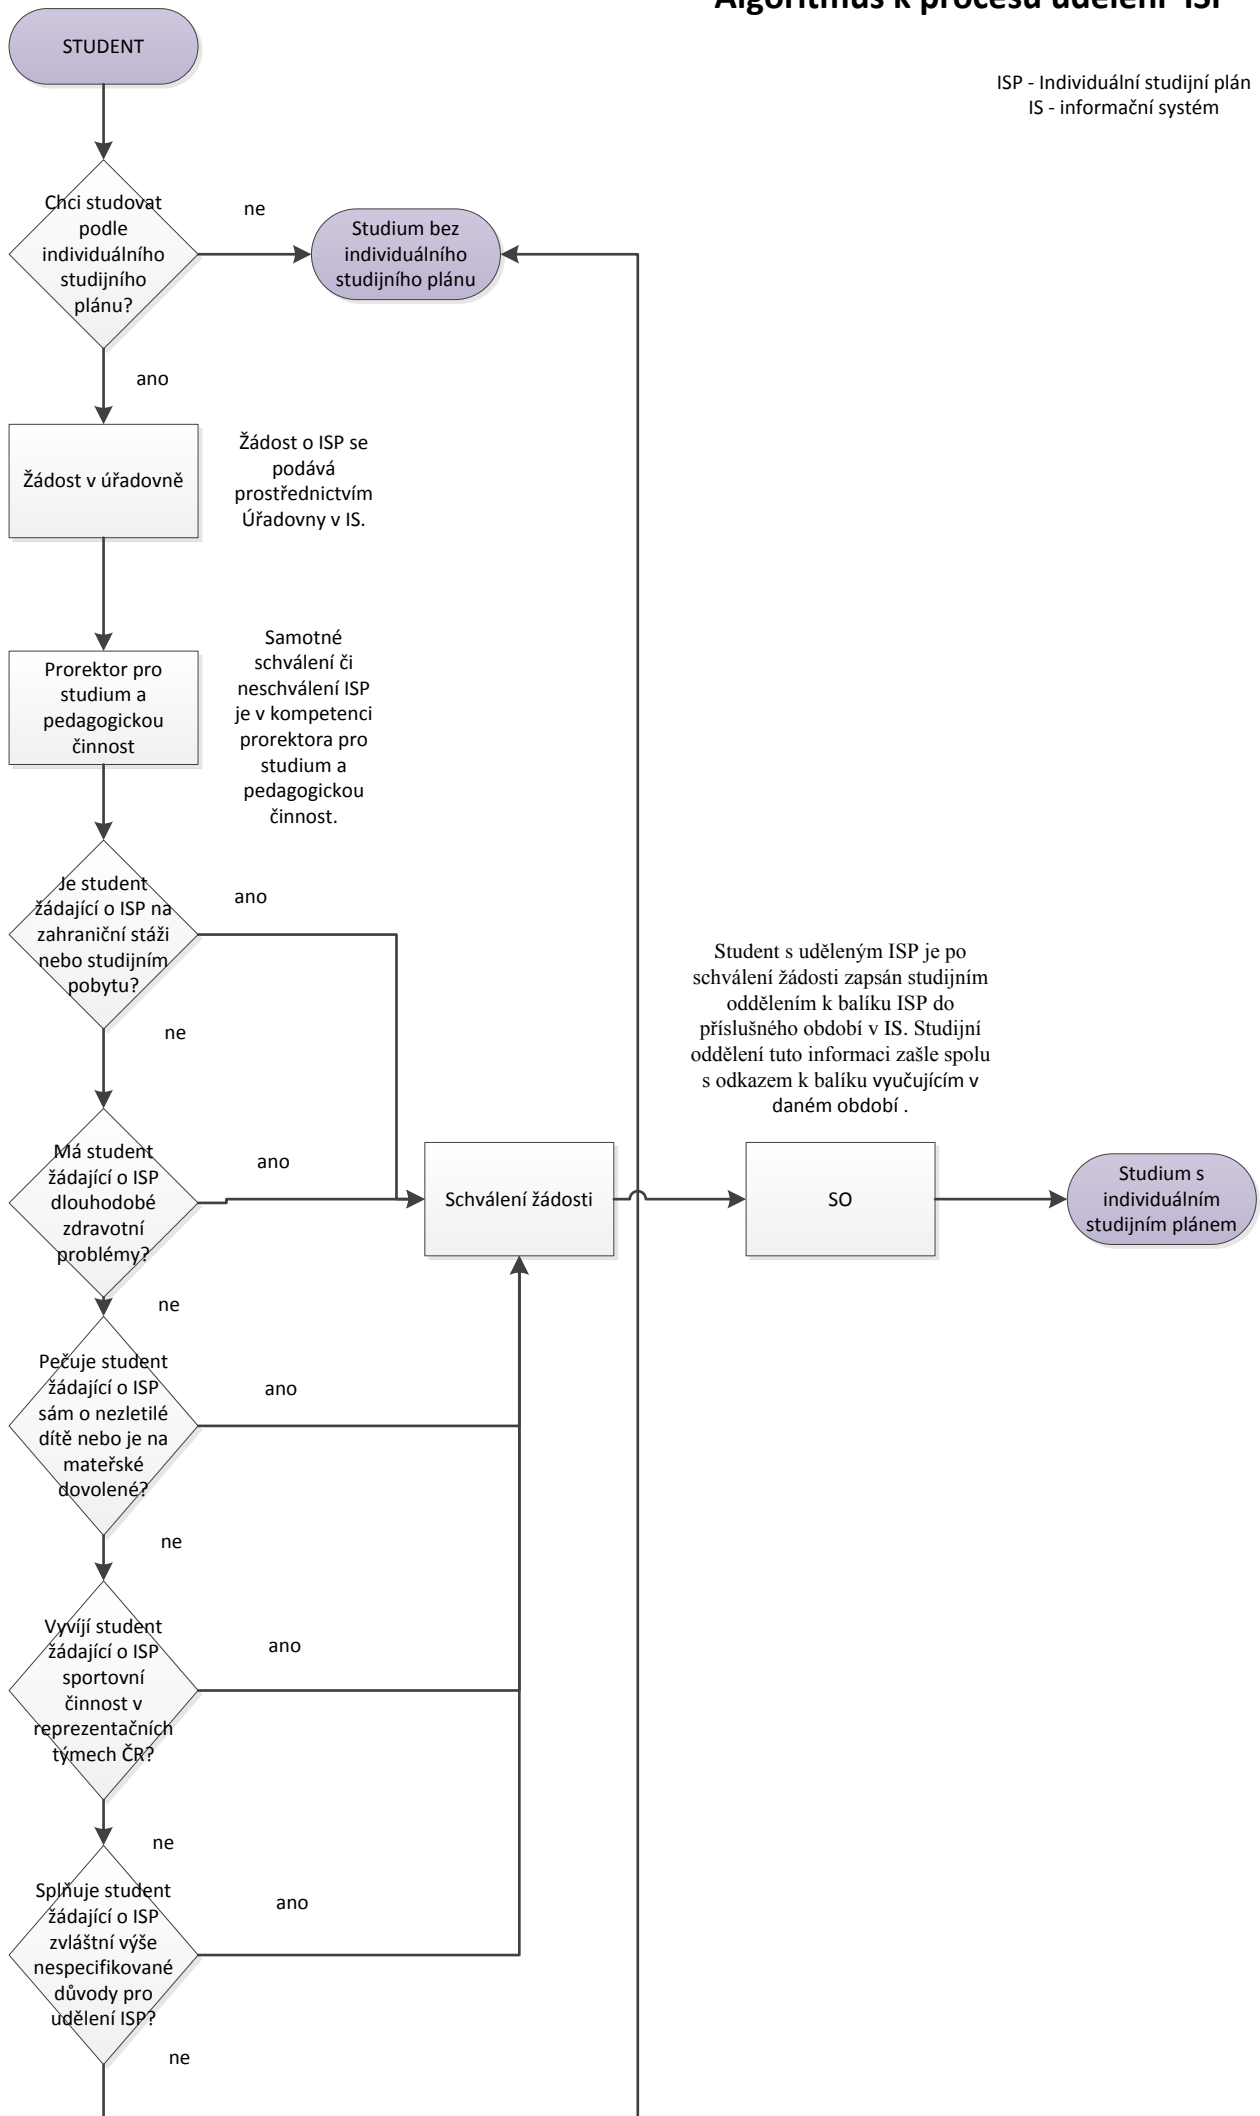 Algoritmus k procesu udělení ISP
STUDENT
ISP - Individuální studijní plán
IS - informační systém
Chci studovat
podle
individuálního
studijního
plánu?
ne
Studium bez
individuálního
studijního plánu
ano
Žádost v úřadovně
Žádost o ISP se
podává
prostřednictvím
Úřadovny v IS.
Prorektor pro
studium a
pedagogickou
činnost
Samotné
schválení či
neschválení ISP
je v kompetenci
prorektora pro
studium a
pedagogickou
činnost.
Je student
žádající o ISP na
zahraniční stáži
nebo studijním
pobytu?
ano
ne
Student s uděleným ISP je po
schválení žádosti zapsán studijním
oddělením k balíku ISP do
příslušného období v IS. Studijní
oddělení tuto informaci zašle spolu
s odkazem k balíku vyučujícím v
daném období .
Má student
žádající o ISP
dlouhodobé
zdravotní
problémy?
ano
Schválení žádosti
SO
Studium s
individuálním
studijním plánem
ne
Pečuje student
žádající o ISP
sám o nezletilé
dítě nebo je na
mateřské
dovolené?
ano
ne
Vyvíjí student
žádající o ISP
sportovní
činnost v
reprezentačních
týmech ČR?
ano
ne
Splňuje student
žádající o ISP
zvláštní výše
nespecifikované
důvody pro
udělení ISP?
ano
ne